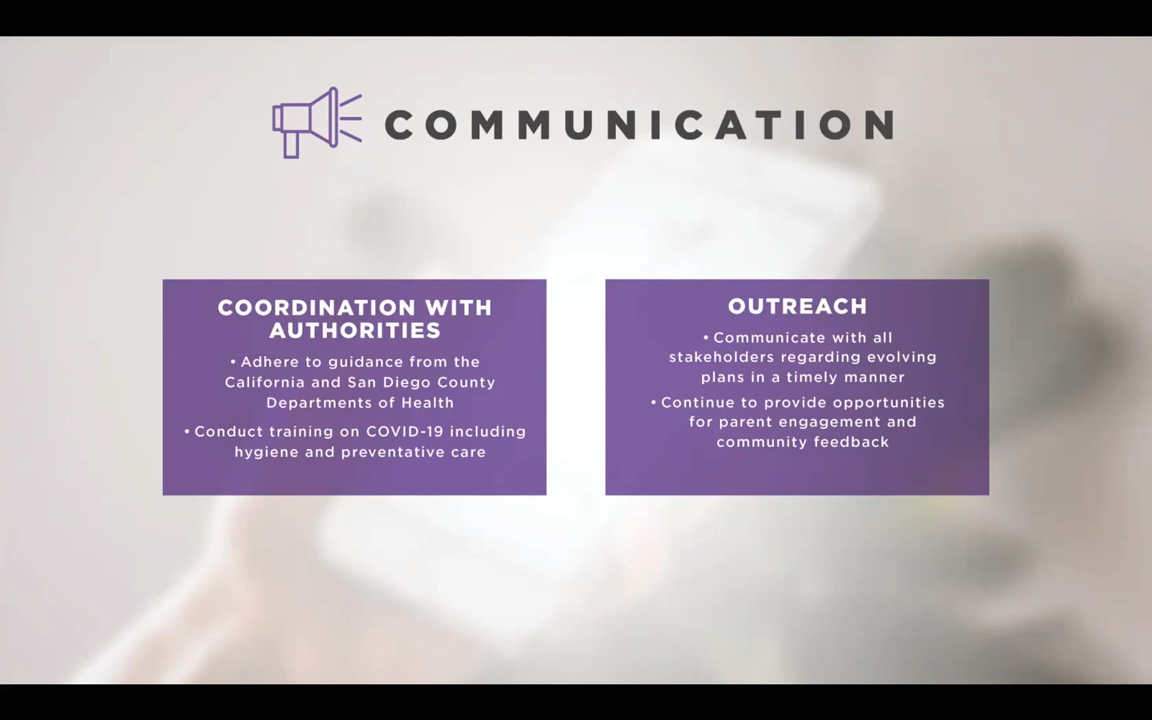 COMMUNICATION
COORDINATION WITH
AUTHORITIES
• Adhere to guidance from the
California and San Diego County
Departments of Health
• Conduct training on COVID-19 including
hygiene and preventative care
OUTREACH
• Communicate with all
stakeholders regarding evolving
plans in a timely manner
• Continue to provide opportunities
for parent engagement and
community feedback